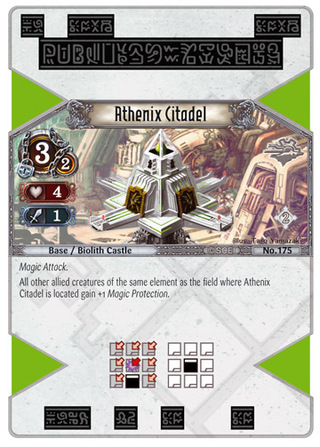 Athenix Citadel
3
2
4
1
2
Base / Biolith Castle
SCEI
No.175
Magic Attack.
All other allied creatures of the same element as the field where Athenix
Citadel is located gain +1 Magic Protection.